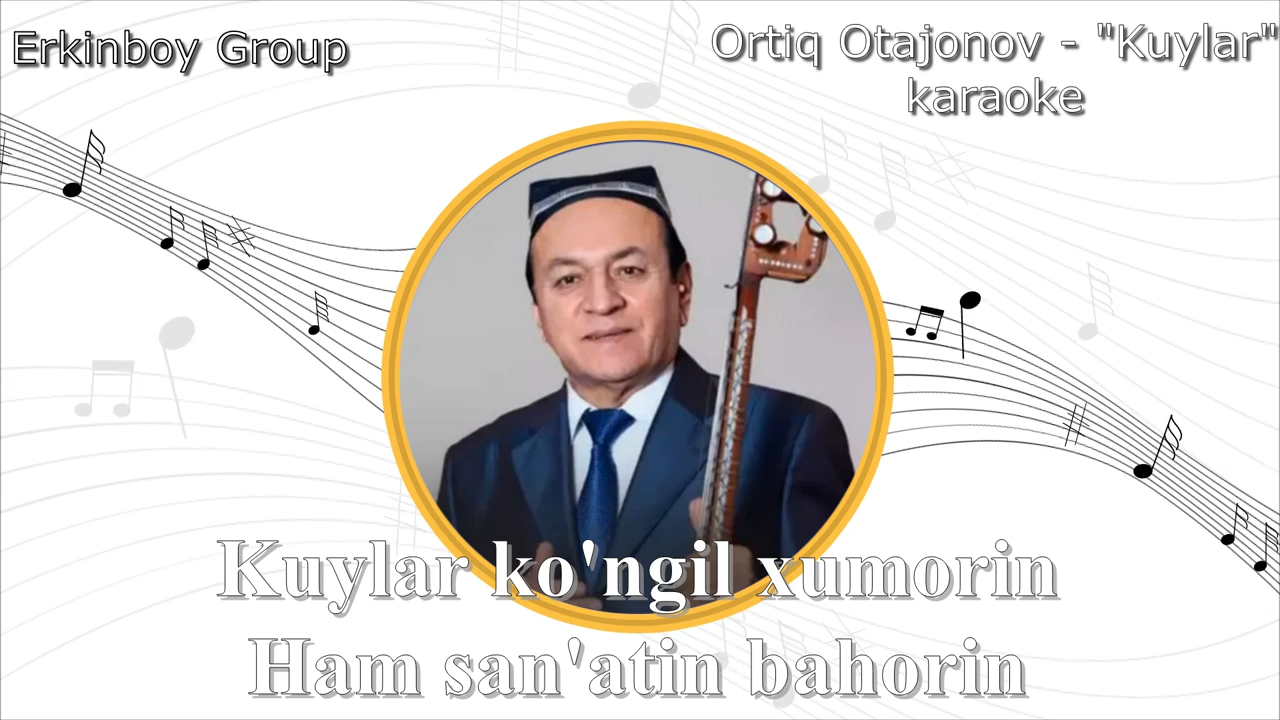 Erkinboy Group
Ortiq Otajonov - "Kuylar"
karaoke
Kuylar ko'ngil xumorin
Ham san'atin bahorin